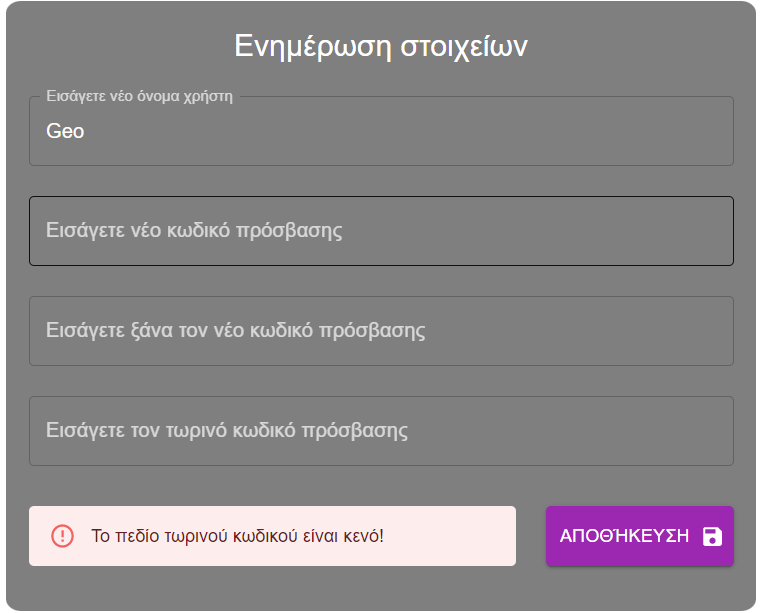 Ενημέρωση στοιχείων
Εισάγετε νέο όνομα χρήστη
Geo
Εισάγετε νέο κωδικό πρόσβασης
Εισάγετε ξάνα τον νέο κωδικό πρόσβασης
Εισάγετε τον τωρινό κωδικό πρόσβασης
Το πεδίο τωρινού κωδικού είναι κενό!
ΑΠΟΘΉΚΕΥΣΗ